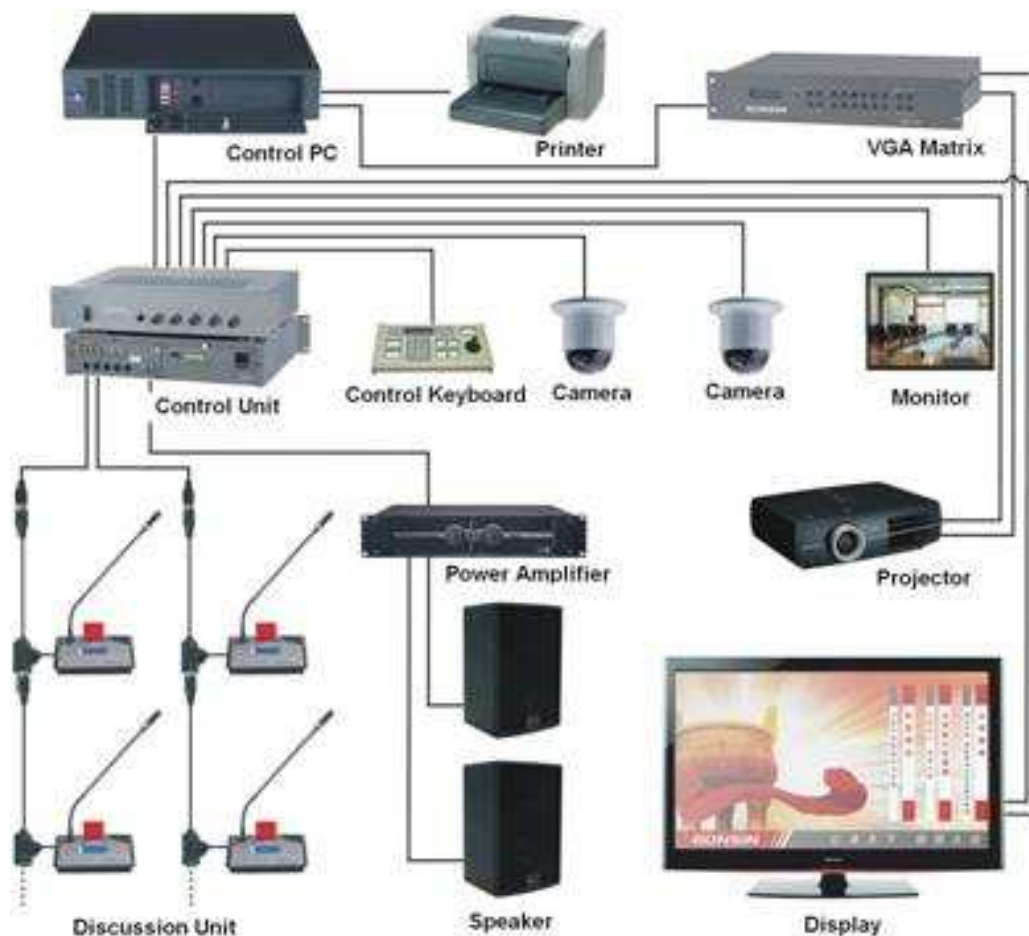 Control PC
Printer
VGA Matrix
Control Unit
Control Keyboard
Camera
Camera
Monitor
Power Amplifier
Projector
Discussion Unit
Speaker
Display